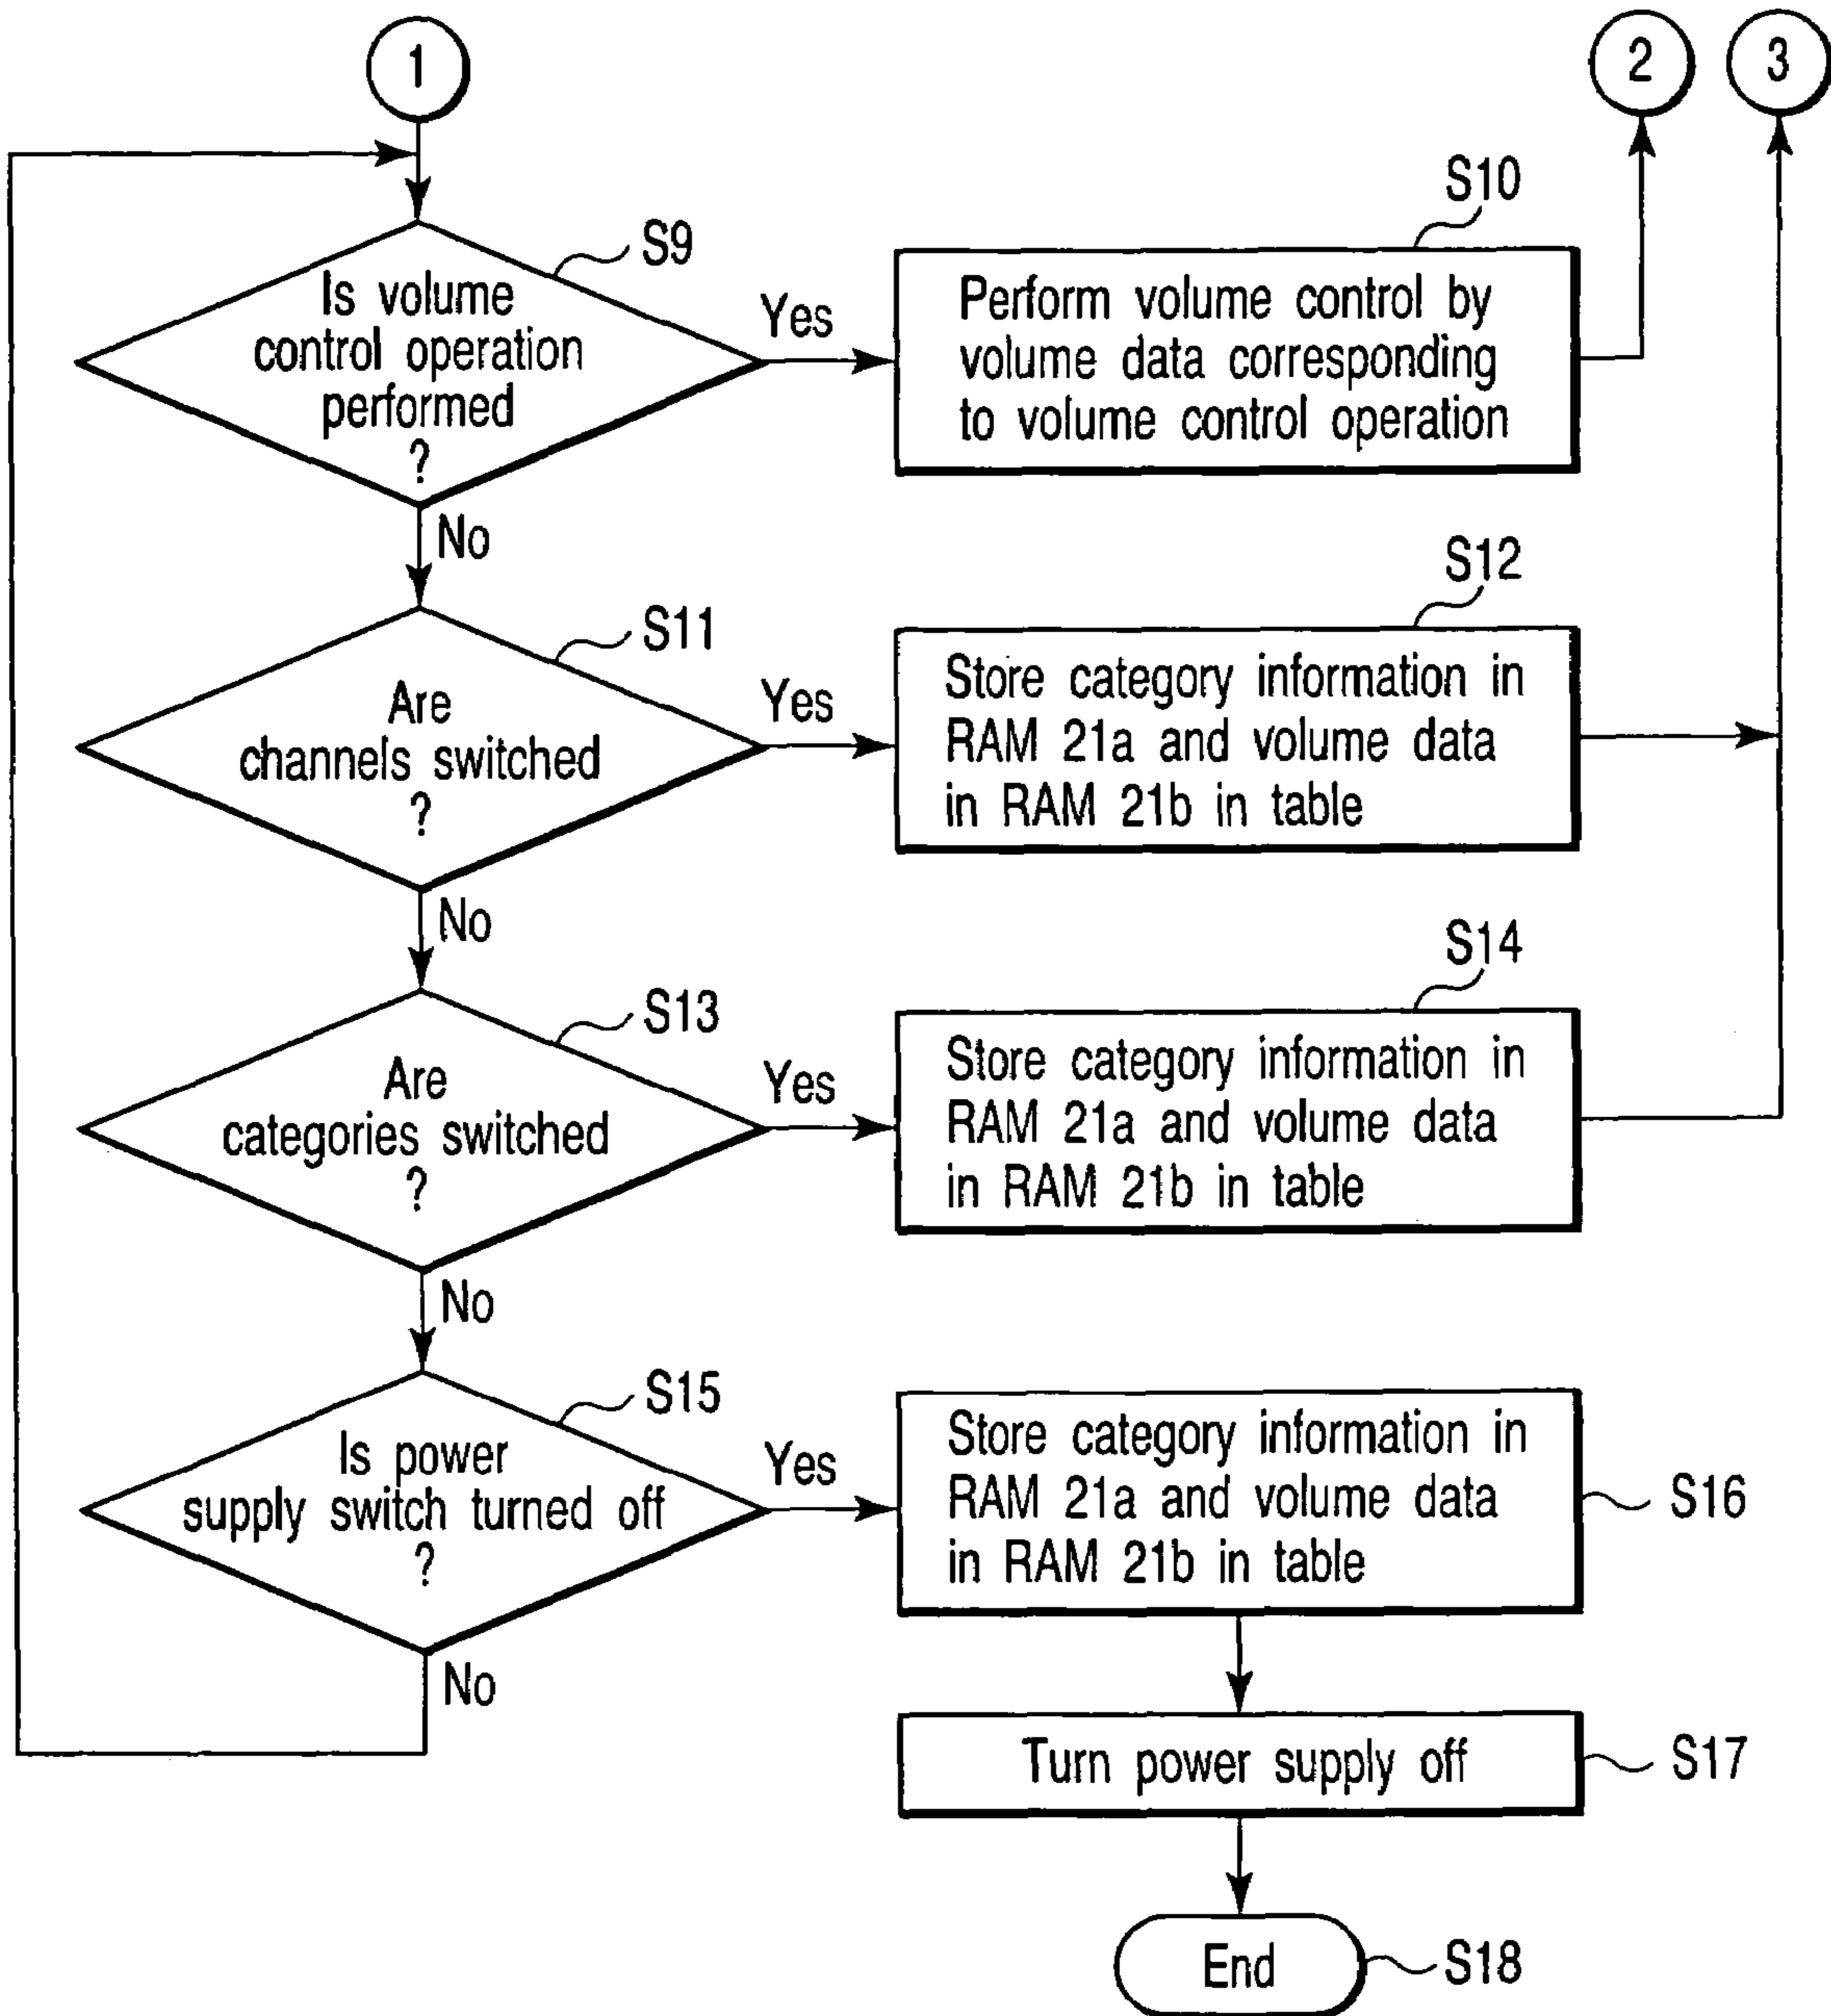 1
2
3
S9
Is volume
control operation
performed
?
Yes
No
S10
Perform volume control by
volume data corresponding
to volume control operation
S11
Are
channels switched
?
Yes
No
S12
Store category information in
RAM 21a and volume data
in RAM 21b in table
S13
Are
categories switched
?
Yes
No
S14
Store category information in
RAM 21a and volume data
in RAM 21b in table
S15
Is power
supply switch turned off
?
Yes
No
Store category information in
RAM 21a and volume data
in RAM 21b in table
S16
Turn power supply off
S17
End
S18